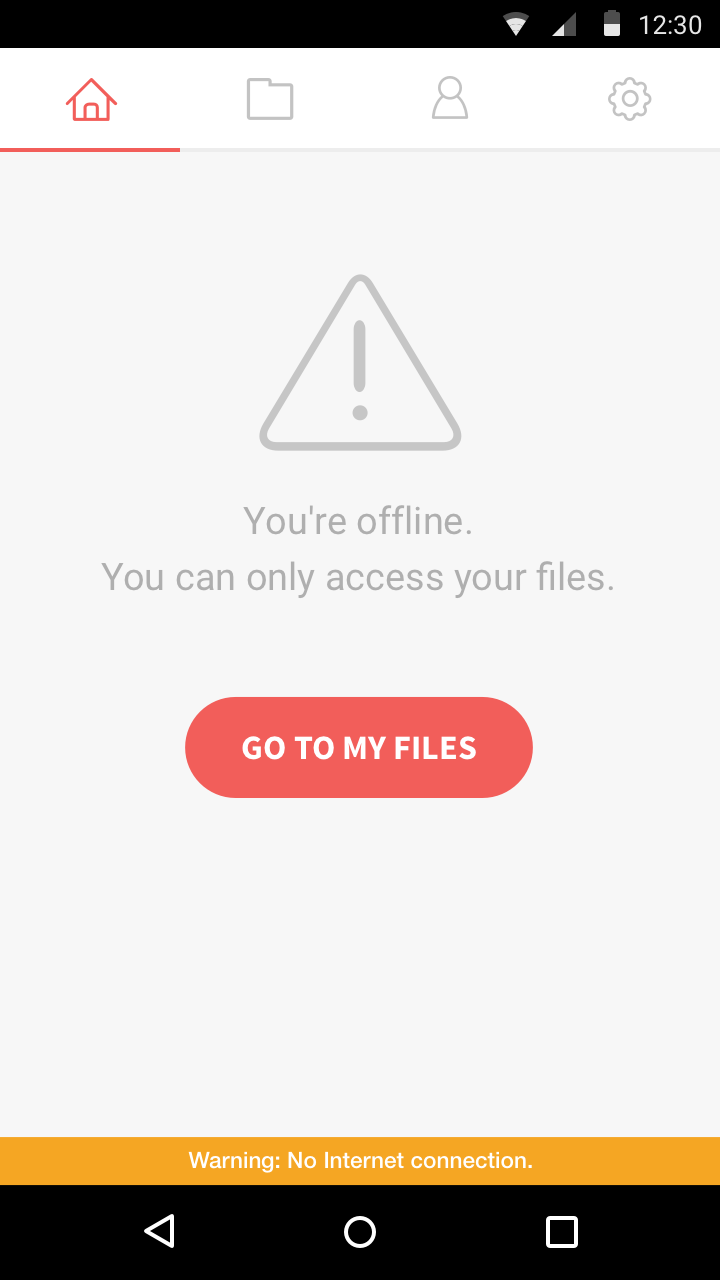 12:30
You're offline.
You can only access your files.
GO TO MY FILES
Warning: No Internet connection.